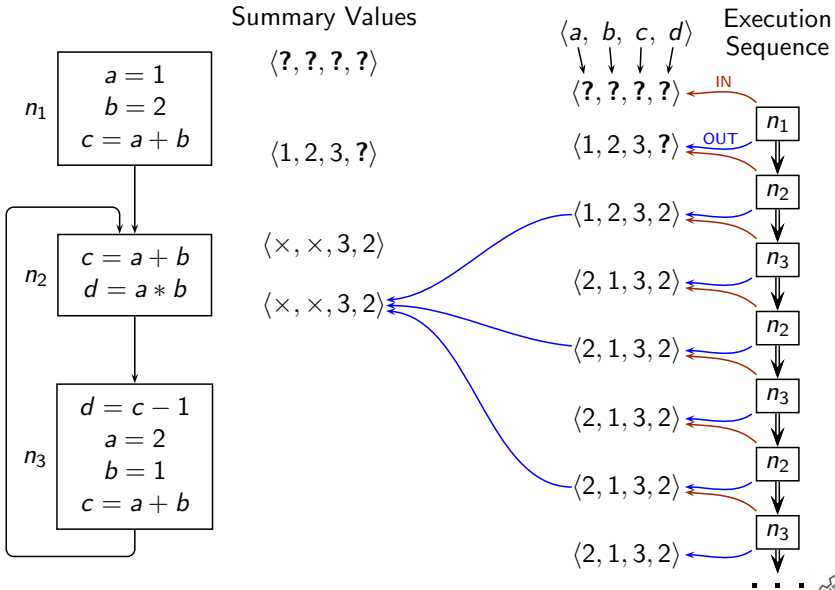 Summary Values
Execution
Sequence
⟨a, b, c, d⟩
n₁
a = 1
b = 2
c = a + b
⟨?, ?, ?, ?⟩
⟨1, 2, 3, ?⟩
n₂
c = a + b
d = a ∗ b
⟨×, ×, 3, 2⟩
⟨×, ×, 3, 2⟩
n₃
d = c − 1
a = 2
b = 1
c = a + b
⟨?, ?, ?, ?⟩
IN
n₁
⟨1, 2, 3, ?⟩
OUT
n₂
⟨1, 2, 3, 2⟩
n₃
⟨2, 1, 3, 2⟩
n₂
⟨2, 1, 3, 2⟩
n₃
⟨2, 1, 3, 2⟩
n₂
⟨2, 1, 3, 2⟩
n₃
⟨2, 1, 3, 2⟩
. . .